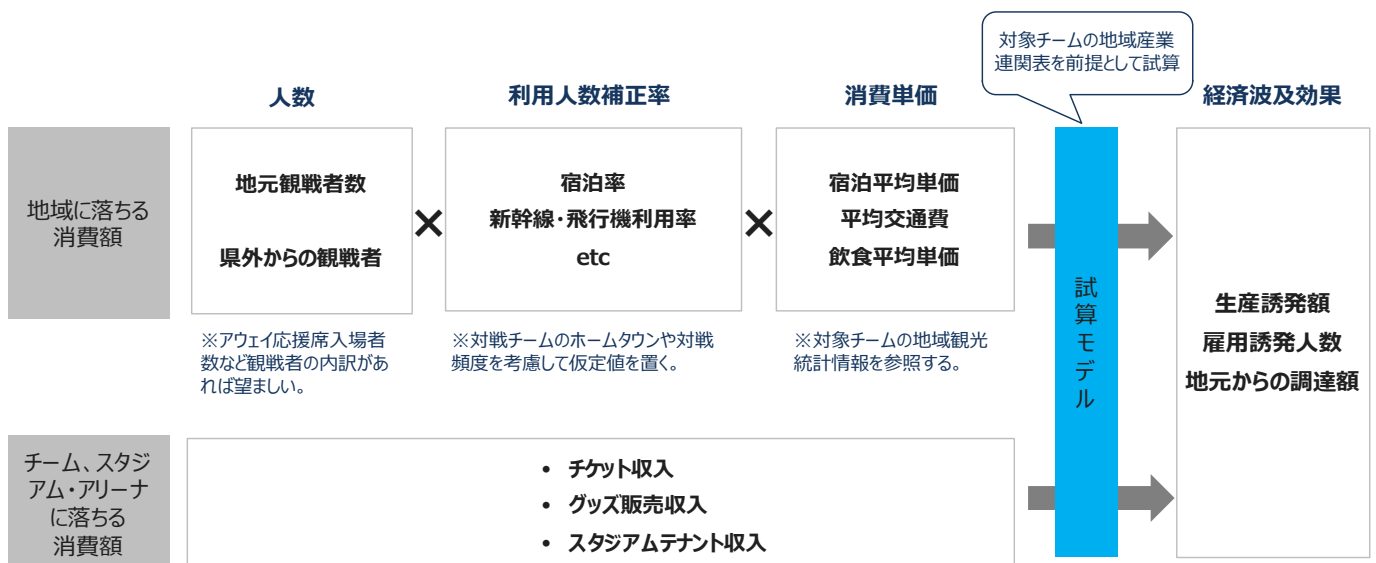 対象チームの地域産業
連関表を前提として試算
人数
利用人数補正率
消費単価
経済波及効果
地域に落ちる
消費額
地元観戦者数
県外からの観戦者
×
宿泊率
新幹線・飛行機利用率
etc
×
宿泊平均単価
平均交通費
飲食平均単価
試算モデル
生産誘発額
雇用誘発人数
地元からの調達額
※アウェイ応援席入場者
数など観戦者の内訳があ
れば望ましい。
※対戦チームのホームタウンや対戦
頻度を考慮して仮定値を置く。
※対象チームの地域観光
統計情報を参照する。
チーム、スタジ
アム・アリーナ
に落ちる
消費額
• チケット収入
• グッズ販売収入
• スタジアムテナント収入